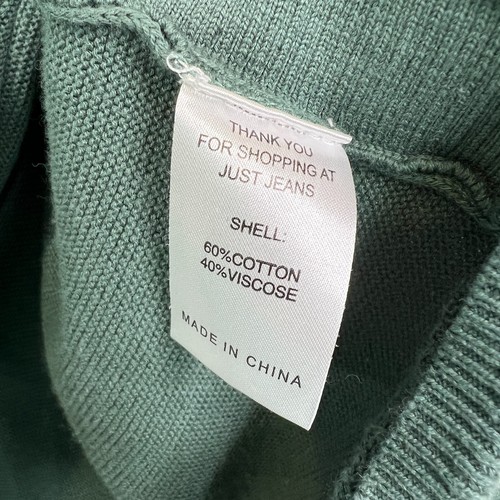 THANK YOU
FOR SHOPPING AT
JUST JEANS
SHELL:
60%COTTON
40%VISCOSE
MADE IN CHINA